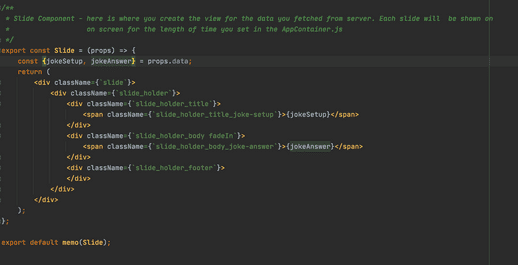 /**
* Slide Component - here is where you create the view for the data you fetched from server. Each slide will  be shown on
*                   on screen for the length of time you set in the AppContainer.js
*/
export const Slide = (props) => {
    const {jokeSetup, jokeAnswer} = props.data;
    return (
        <div className={`slide`}>
            <div className={`slide_holder`}>
                <div className={`slide_holder_title`}>
                    <span className={`slide_holder_title_joke-setup`}>{jokeSetup}</span>
                </div>
                <div className={`slide_holder_body fadeIn`}>
                    <span className={`slide_holder_body_joke-answer`}>{jokeAnswer}</span>
                </div>
                <div className={`slide_holder_footer`}>
                </div>
            </div>
        </div>
    );
};
export default memo(Slide);